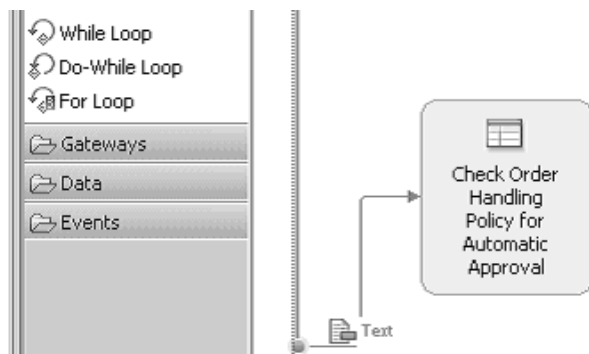 While Loop
Do-While Loop
For Loop
Gateways
Data
Events
Check Order
Handling
Policy for
Automatic
Approval
Text